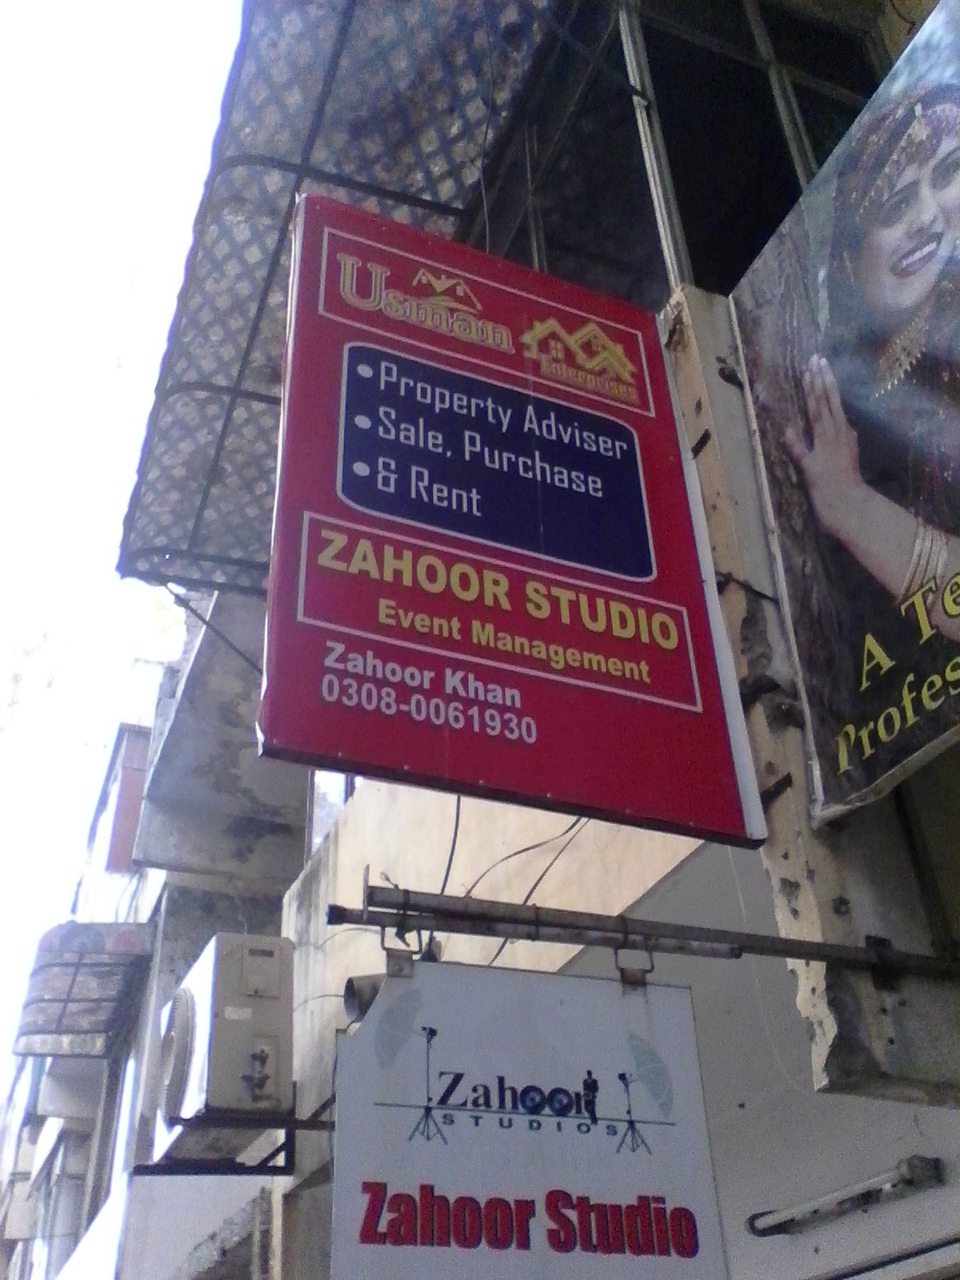 Usman
Enterprises
• Property Adviser
• Sale, Purchase
• & Rent
ZAHOOR STUDIO
Event Management
Zahoor Khan
0308-0061930
A Te
Profes
Zahoor
STUDIOS
Zahoor Studio